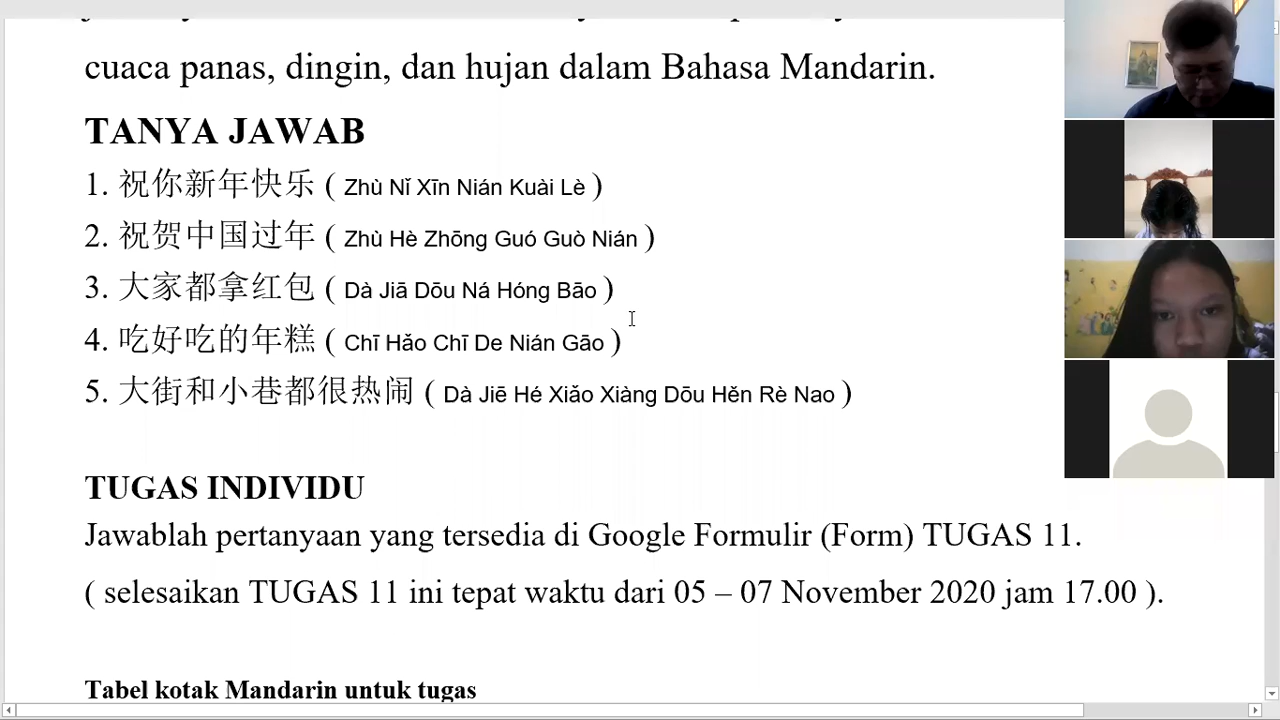 cuaca panas, dingin, dan hujan dalam Bahasa Mandarin.
TANYA JAWAB
1. 祝你新年快乐 ( Zhù Nǐ Xīn Nián Kuài Lè )
2. 祝贺中国过年 ( Zhù Hè Zhōng Guó Guò Nián )
3. 大家都拿红包 ( Dà Jiā Dōu Ná Hóng Bāo )
4. 吃好吃的年糕 ( Chī Hǎo Chī De Nián Gāo )
5. 大街和小巷都很热闹 ( Dà Jiē Hé Xiǎo Xiàng Dōu Hěn Rè Nao )
TUGAS INDIVIDU
Jawablah pertanyaan yang tersedia di Google Formulir (Form) TUGAS 11.
( selesaikan TUGAS 11 ini tepat waktu dari 05 – 07 November 2020 jam 17.00 ).
Tabel kotak Mandarin untuk tugas